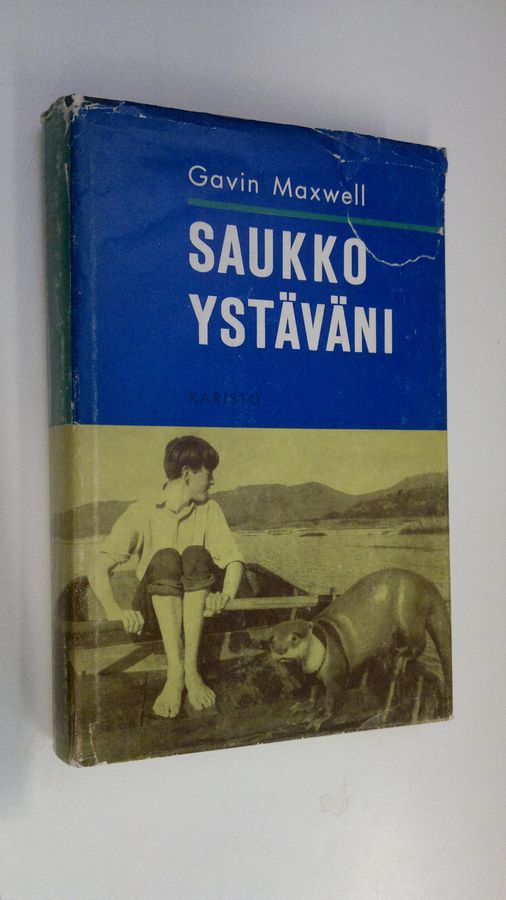 Gavin Maxwell
SAUKKO
YSTÄVÄNI
KARISTO